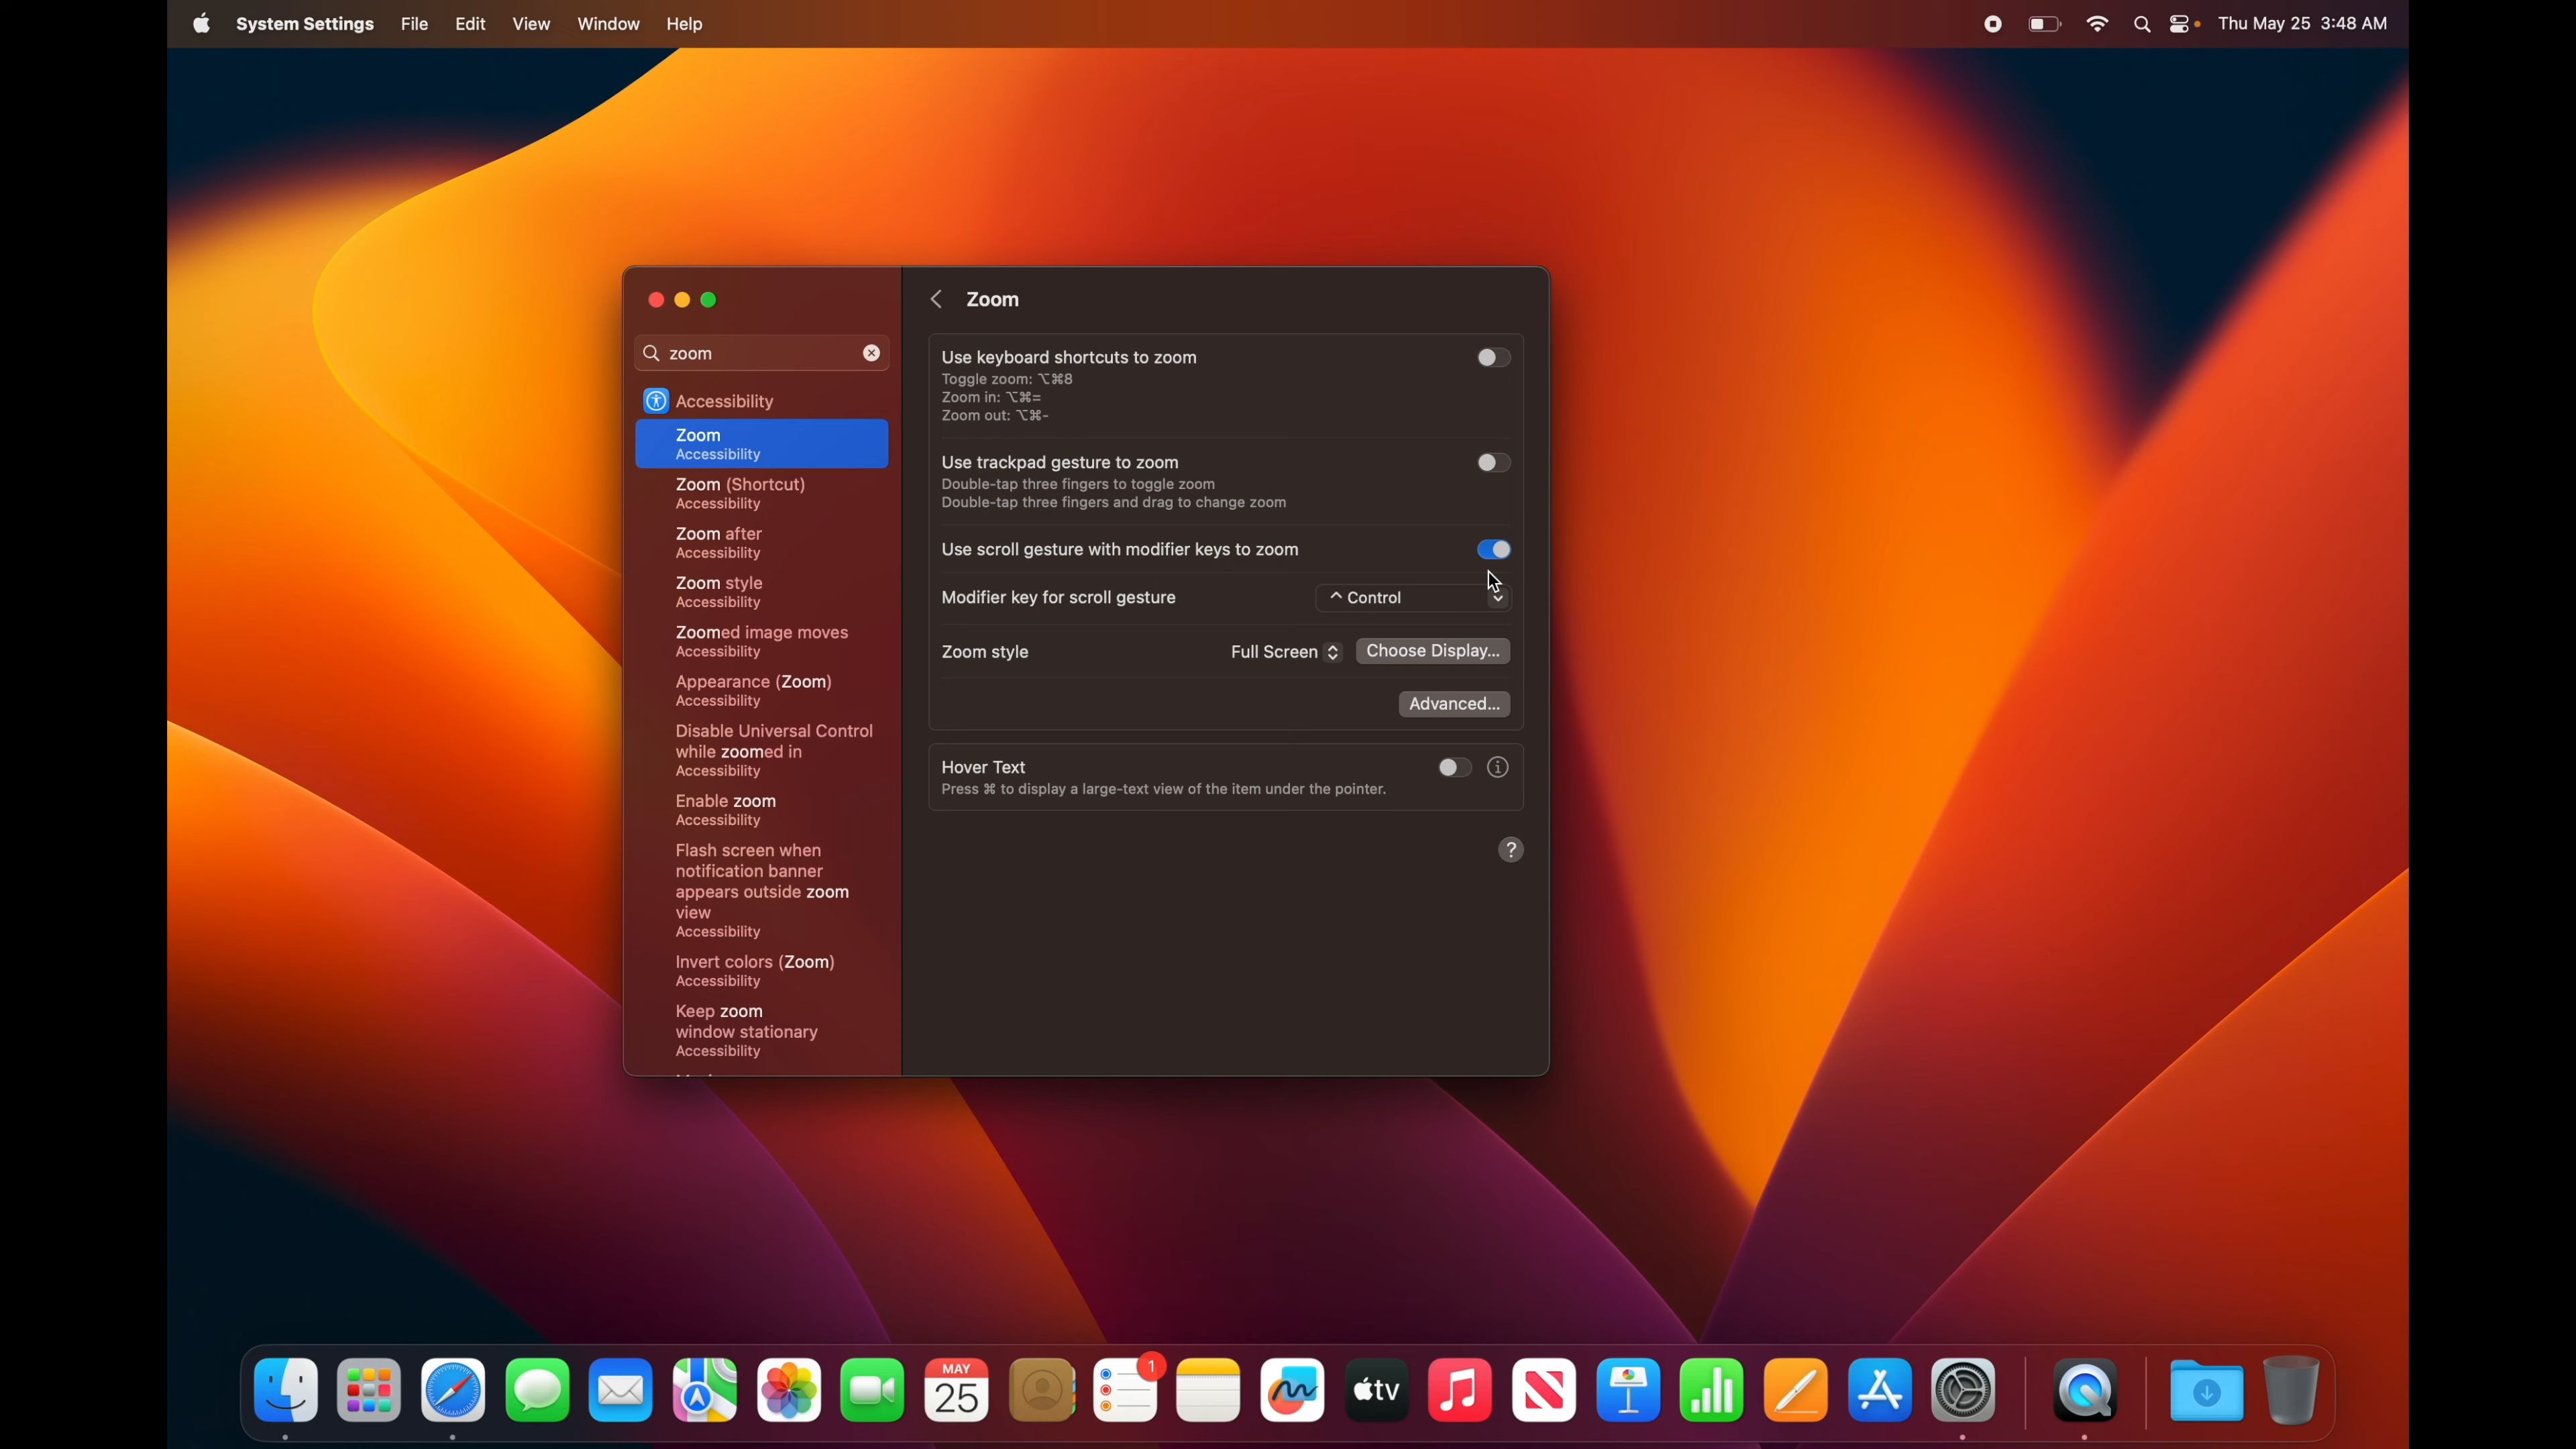 System Settings File Edit View Window Help Thu May 25 3:48 AM
zoom
Accessibility
Zoom
Accessibility
Zoom (Shortcut)
Accessibility
Zoom after
Accessibility
Zoom style
Accessibility
Zoomed image moves
Accessibility
Appearance (Zoom)
Accessibility
Disable Universal Control
while zoomed in
Accessibility
Enable zoom
Accessibility
Flash screen when
notification banner
appears outside zoom
view
Accessibility
Invert colors (Zoom)
Accessibility
Keep zoom
window stationary
Accessibility
Zoom
Use keyboard shortcuts to zoom
Toggle zoom: ⌥⌘8
Zoom in: ⌥⌘=
Zoom out: ⌥⌘-
Use trackpad gesture to zoom
Double-tap three fingers to toggle zoom
Double-tap three fingers and drag to change zoom
Use scroll gesture with modifier keys to zoom
Modifier key for scroll gesture ^ Control
Zoom style Full Screen Choose Display...
Advanced...
Hover Text
Press ⌘ to display a large-text view of the item under the pointer.
?
MAY
25
1
tv